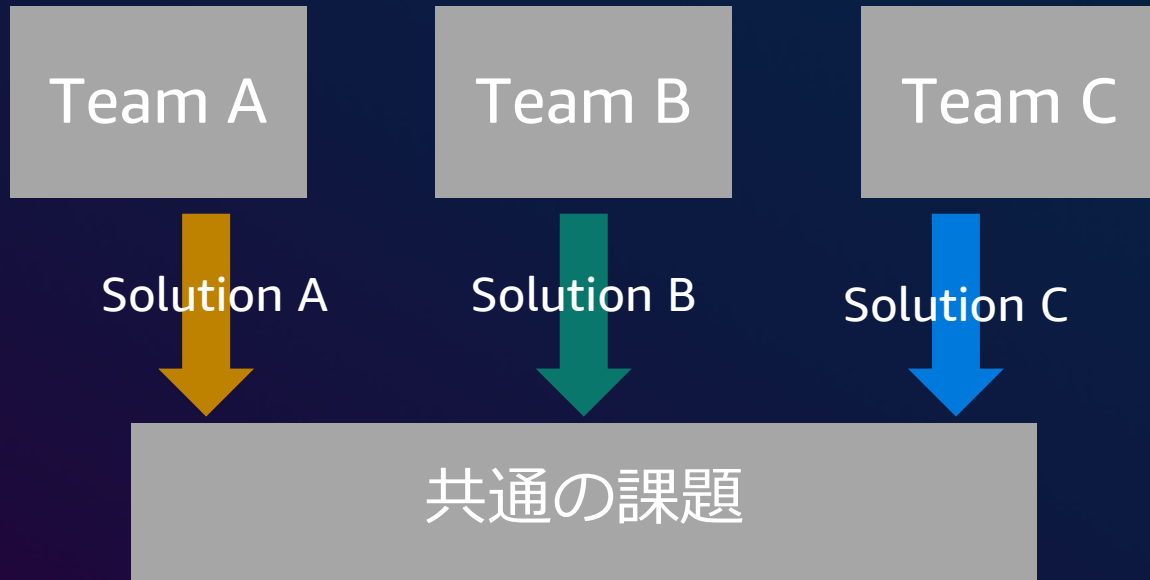 Team A
Team B
Team C
Solution A
Solution B
Solution C
共通の課題